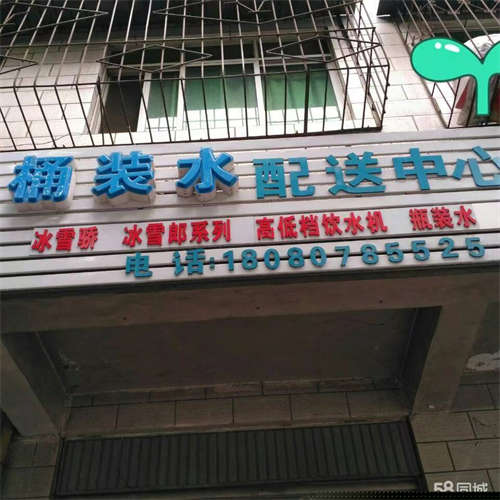 桶装水配送中心
冰雪骄 冰雪郎系列 高低档饮水机 瓶装水
电话:18080785525
58同城